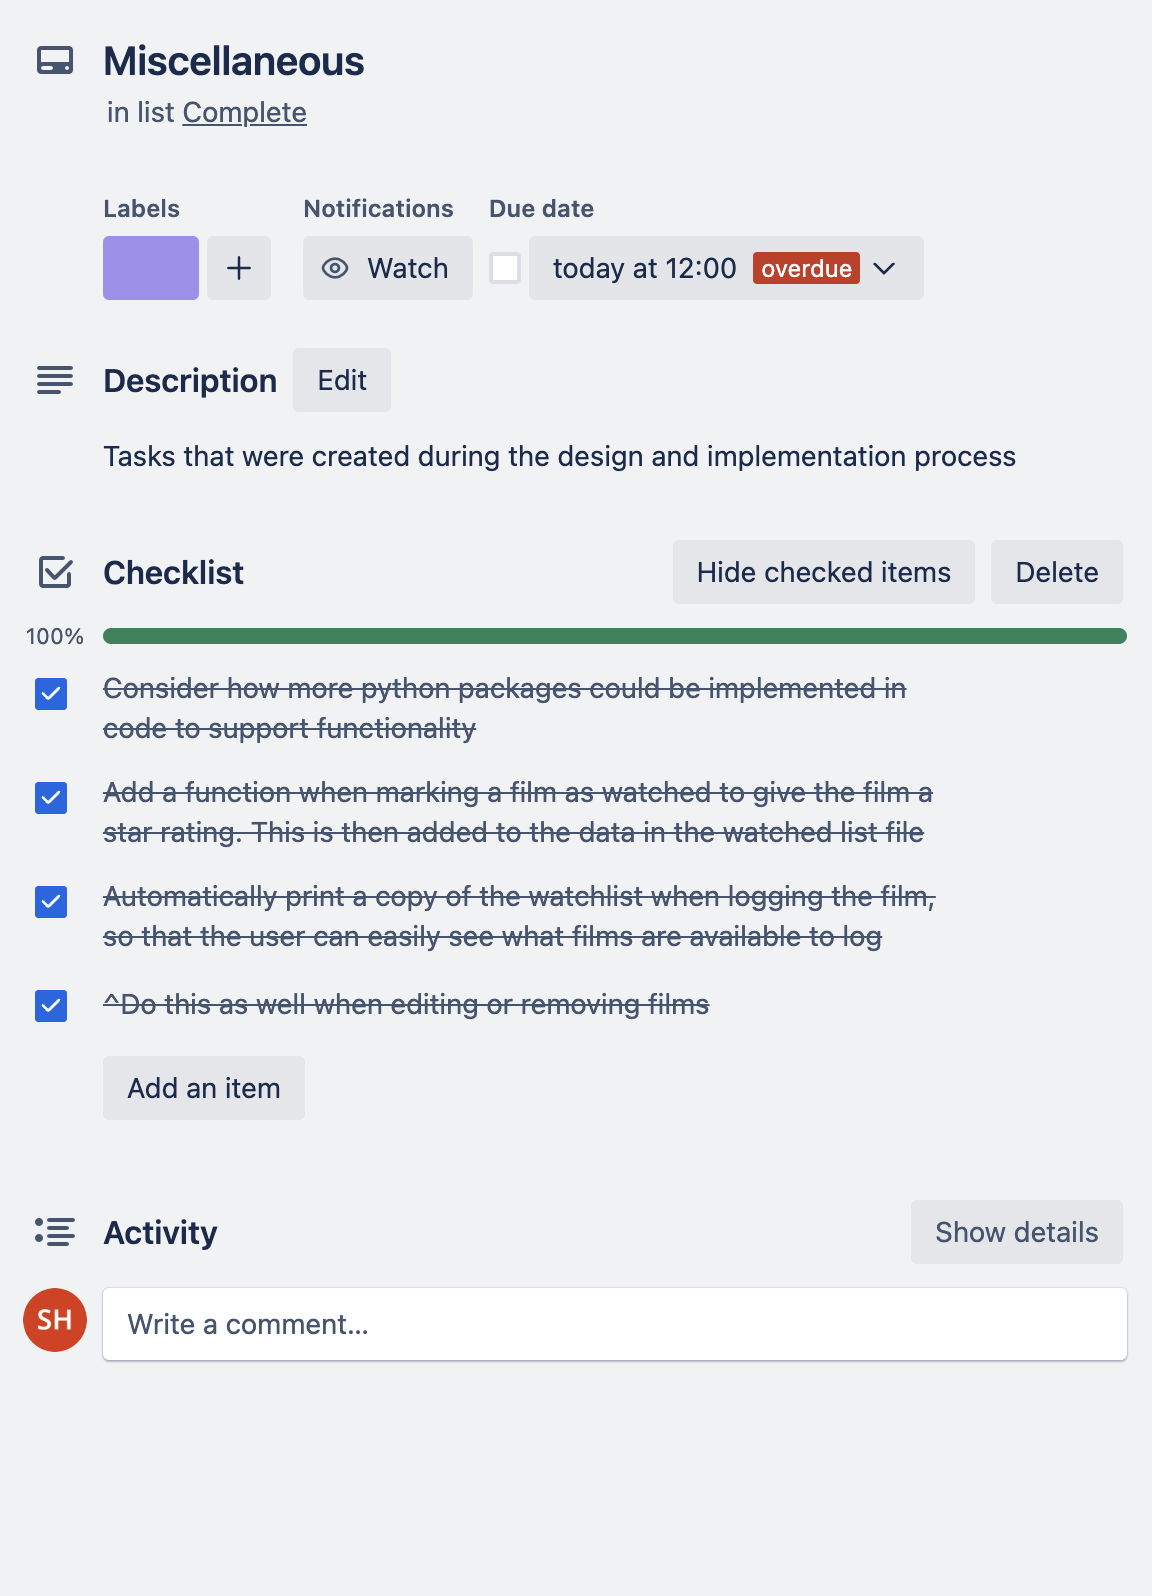 Miscellaneous
in list Complete
Labels
Notifications
Due date
Watch
today at 12:00 overdue
Description
Edit
Tasks that were created during the design and implementation process
Checklist
Hide checked items
Delete
100%
Consider how more python packages could be implemented in
code to support functionality
Add a function when marking a film as watched to give the film a
star rating. This is then added to the data in the watched list file
Automatically print a copy of the watchlist when logging the film,
so that the user can easily see what films are available to log
^Do this as well when editing or removing films
Add an item
Activity
Show details
SH
Write a comment...